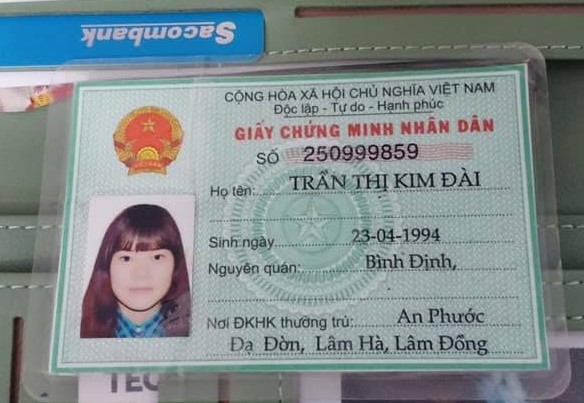 Sacombank
CỘNG HÒA XÃ HỘI CHỦ NGHĨA VIỆT NAM
Độc lập - Tự do - Hạnh phúc
GIẤY CHỨNG MINH NHÂN DÂN
SỐ 250999859
Họ tên: TRẦN THỊ KIM ĐÀI
Sinh ngày 23-04-1994
Nguyên quán: Bình Định,
Nơi ĐKHK thường trú: An Phước
Đạ Đờn, Lâm Hà, Lâm Đồng